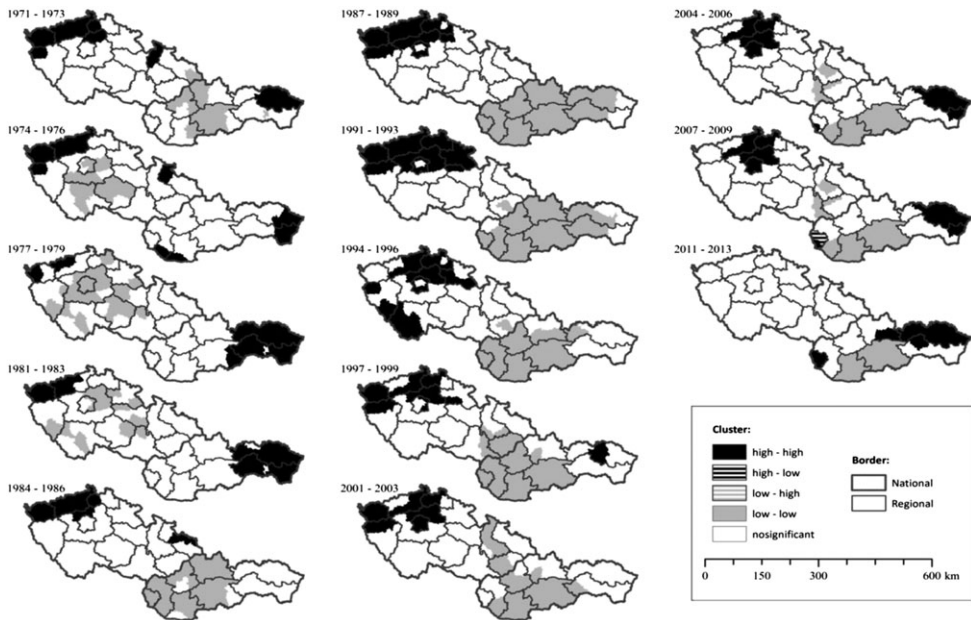 1971 - 1973
1974 - 1976
1977 - 1979
1981 - 1983
1984 - 1986
1987 - 1989
1991 - 1993
1994 - 1996
1997 - 1999
2001 - 2003
2004 - 2006
2007 - 2009
2011 - 2013
Cluster:
high - high
high - low
low - high
low - low
nosignificant
Border:
National
Regional
0 150 300 600 km